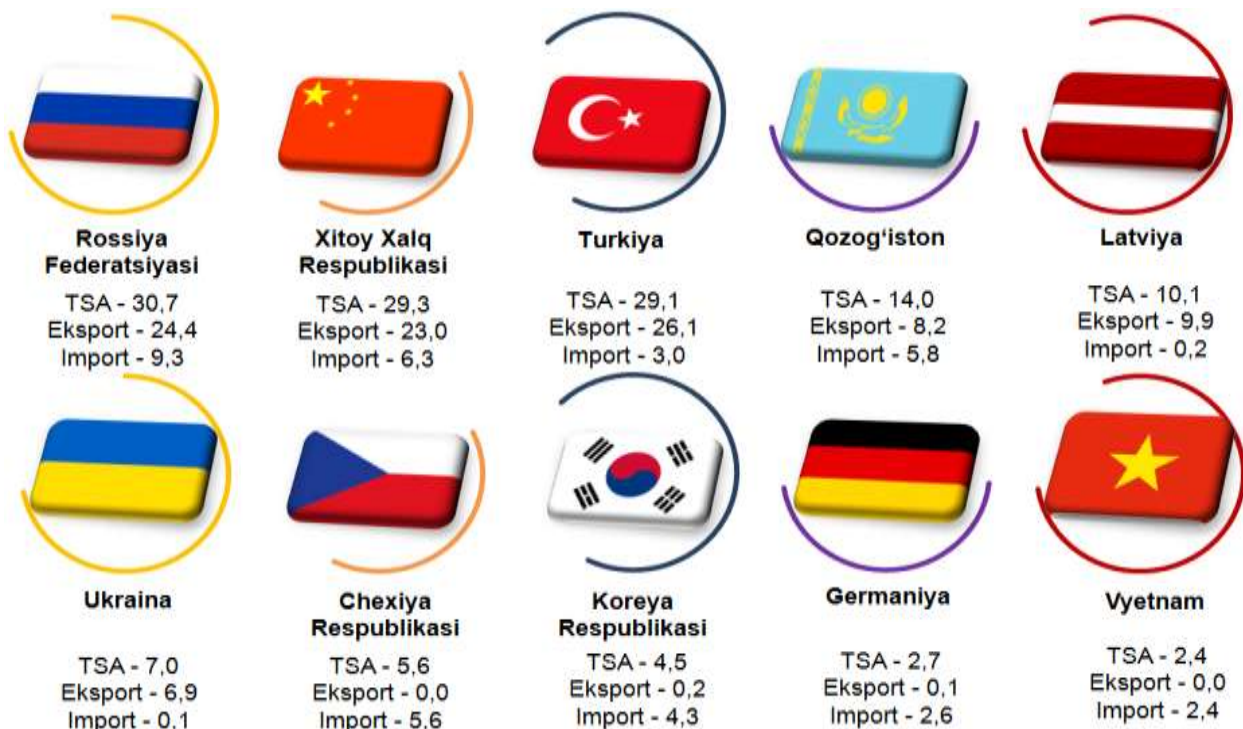 Rossiya
Federatsiyasi
TSA - 30,7
Eksport - 24,4
Import - 9,3
Xitoy Xalq
Respublikasi
TSA - 29,3
Eksport - 23,0
Import - 6,3
Turkiya
TSA - 29,1
Eksport - 26,1
Import - 3,0
Qozog‘iston
TSA - 14,0
Eksport - 8,2
Import - 5,8
Latviya
TSA - 10,1
Eksport - 9,9
Import - 0,2
Ukraina
TSA - 7,0
Eksport - 6,9
Import - 0,1
Chexiya
Respublikasi
TSA - 5,6
Eksport - 0,0
Import - 5,6
Koreya
Respublikasi
TSA - 4,5
Eksport - 0,2
Import - 4,3
Germaniya
TSA - 2,7
Eksport - 0,1
Import - 2,6
Vyetnam
TSA - 2,4
Eksport - 0,0
Import - 2,4